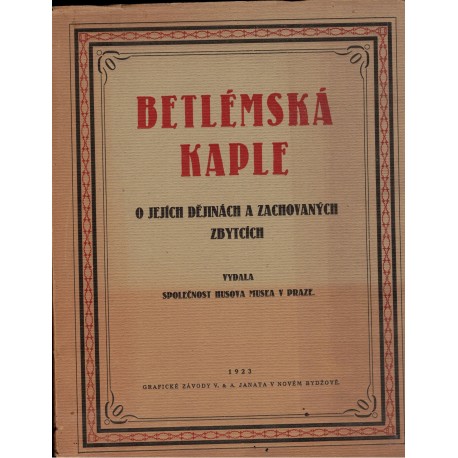 BETLÉMSKÁ
KAPLE
O JEJÍCH DĚJINÁCH A ZACHOVANÝCH
ZBYTCÍCH
VYDALA
SPOLEČNOST HUSOVA MUSEA V PRAZE.
1923
GRAFICKÉ ZÁVODY V. & A. JANATA V NOVÉM BYDŽOVĚ.